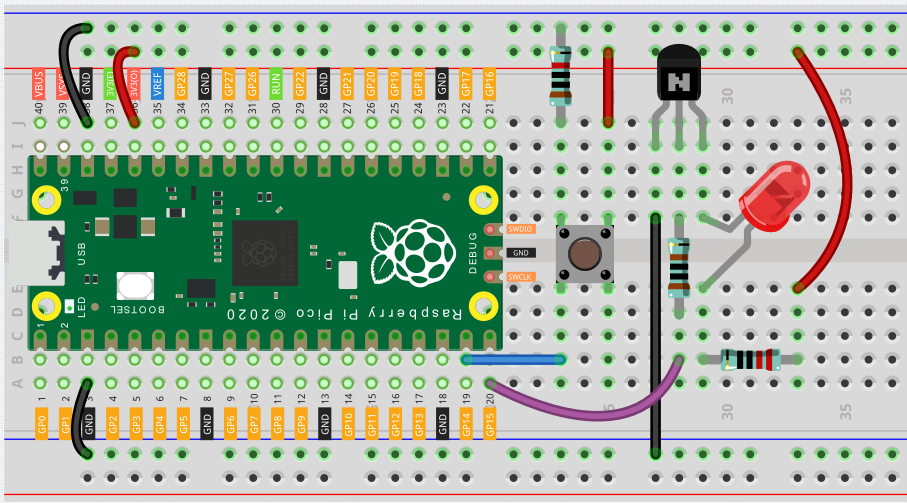 VBUS VSYS GND 3V3(O) VREF GP28 GND GP27 GP26 RUN GP22 GND GP21 GP20 GP19 GP18 GND GP17 GP16
40 39 38 37 36 35 34 33 32 31 30 29 28 27 26 25 24 23 22 21
30 35
J
I
H
G
F
39
USB
DEBUG
SWDIO
GND
SWCLK
E
D
C
B
A
LED
BOOTSEL
Raspberry Pi Pico © 2020
1 2
1 2 3 4 5 6 7 8 9 10 11 12 13 14 15 16 17 18 19 20
30 35
GP0 GP1 GND GP2 GP3 GP4 GP5 GND GP6 GP7 GP8 GP9 GND GP10 GP11 GP12 GP13 GND GP14 GP15